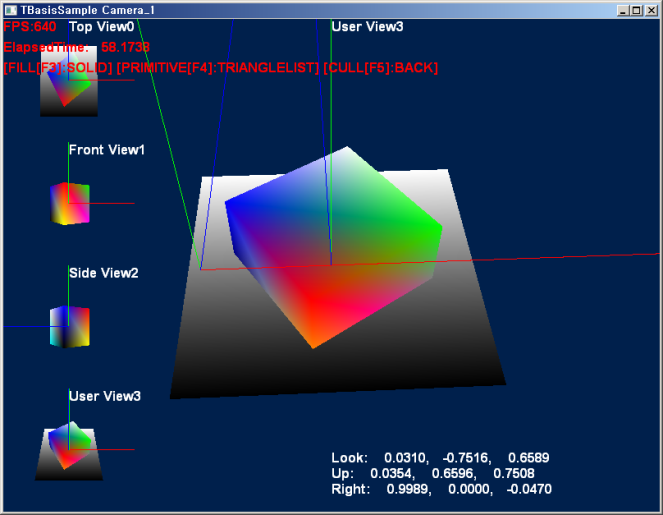 TBasisSample Camera_1
FPS:640 Top View0 User View3
ElapsedTime: 58.1733
[FILL[F3]:SOLID] [PRIMITIVE[F4]:TRIANGLELIST] [CULL[F5]:BACK]
Front View1
Side View2
User View3
Look: 0.0310, -0.7516, 0.6589
Up: 0.0354, 0.6596, 0.7508
Right: 0.9989, 0.0000, -0.0470